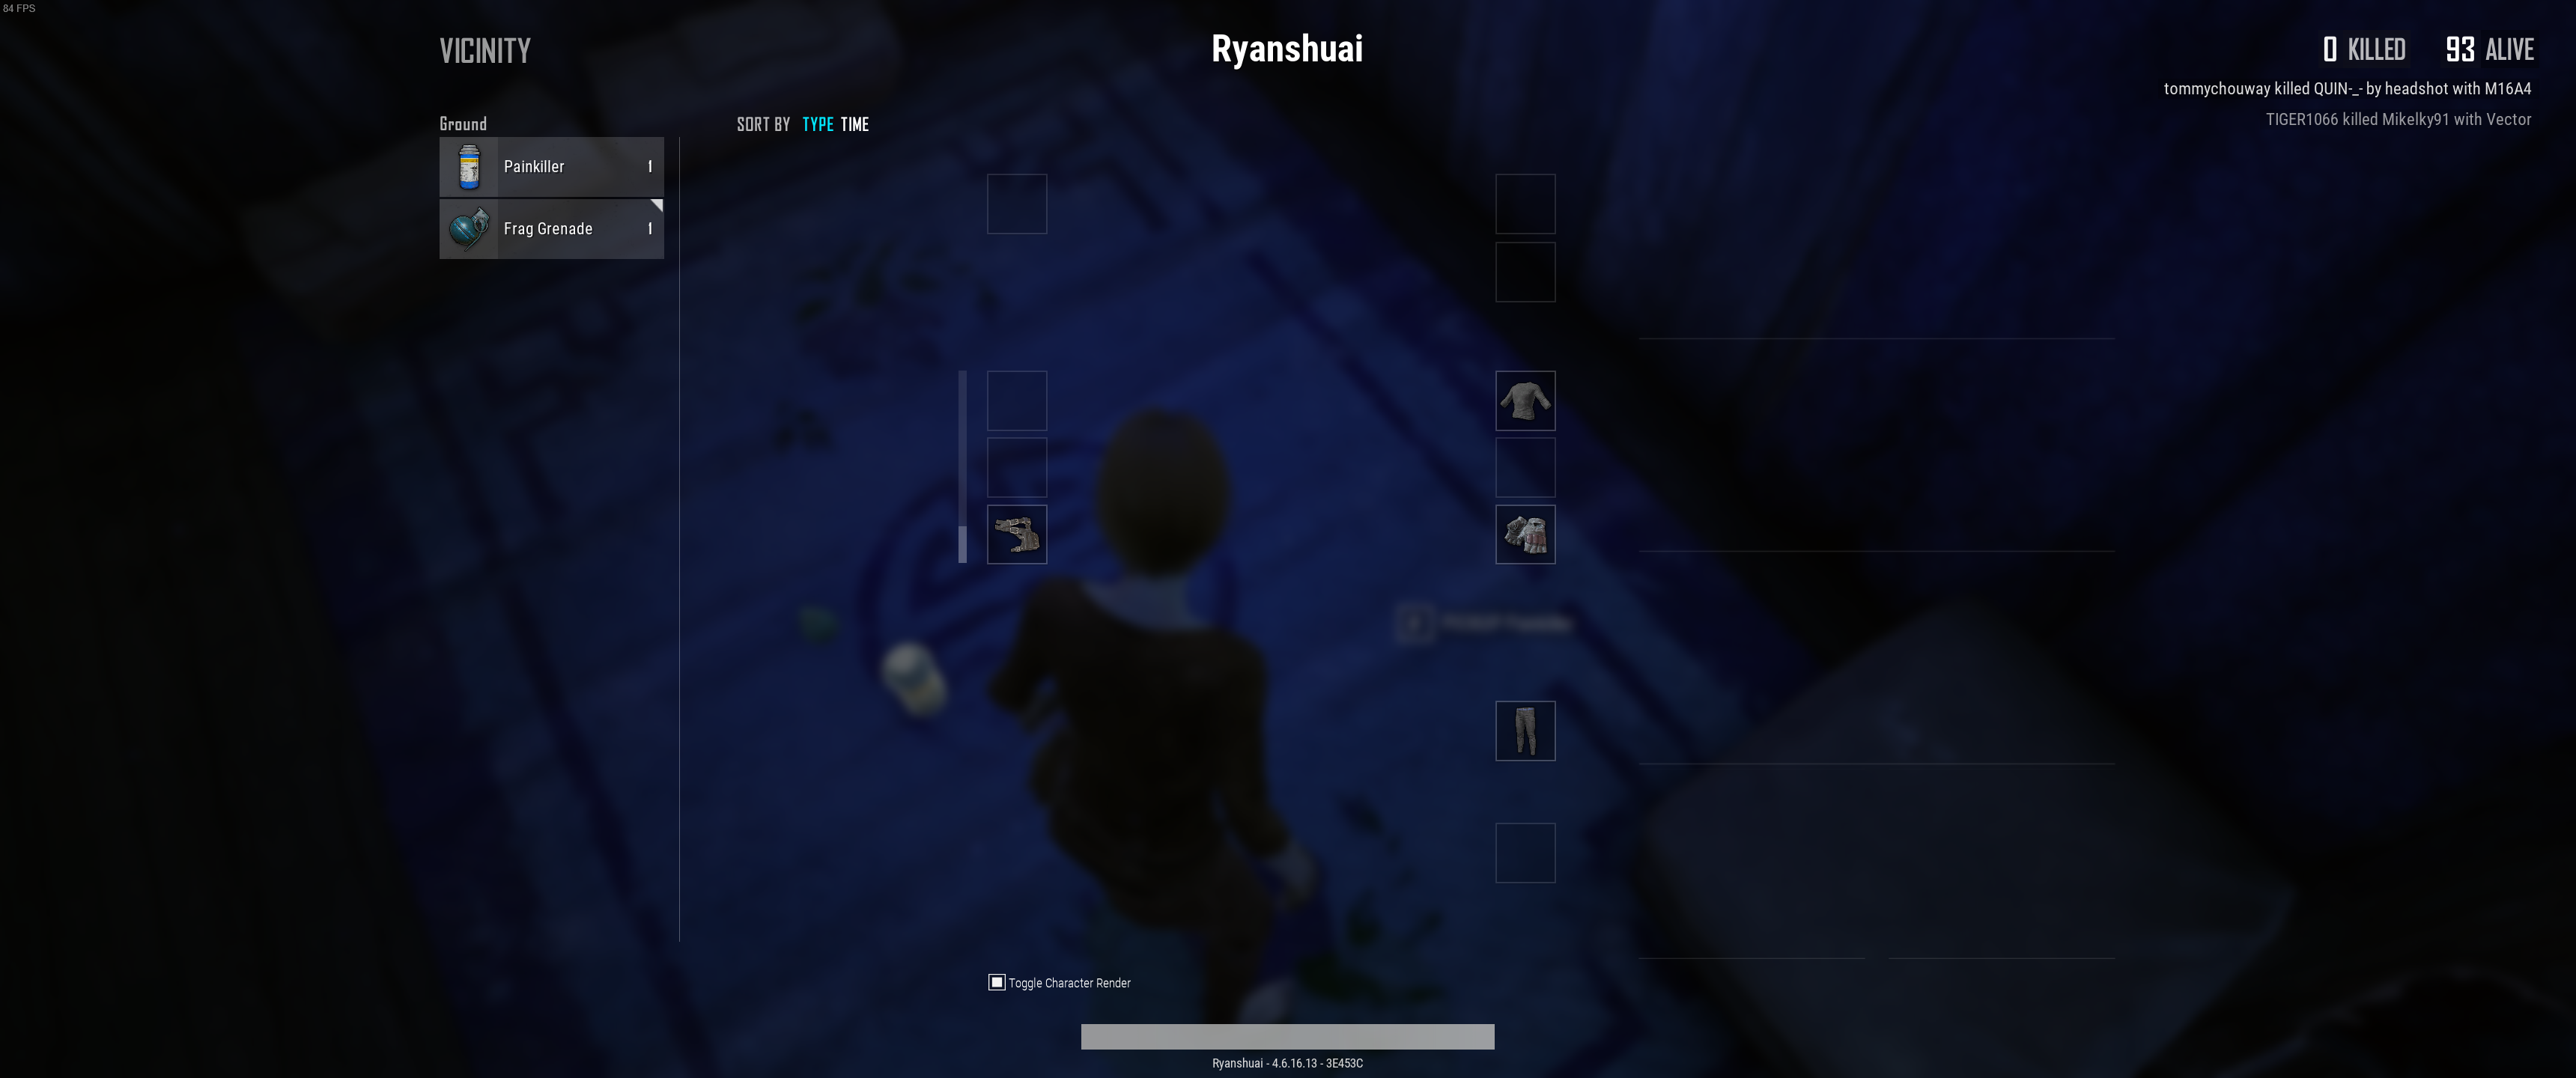 84 FPS
VICINITY
Ryanshuai
0 KILLED 93 ALIVE
tommychouway killed QUIN-_- by headshot with M16A4
TIGER1066 killed Mikelky91 with Vector
Ground
SORT BY TYPE TIME
Painkiller 1
Frag Grenade 1
Toggle Character Render
Ryanshuai - 4.6.16.13 - 3E453C